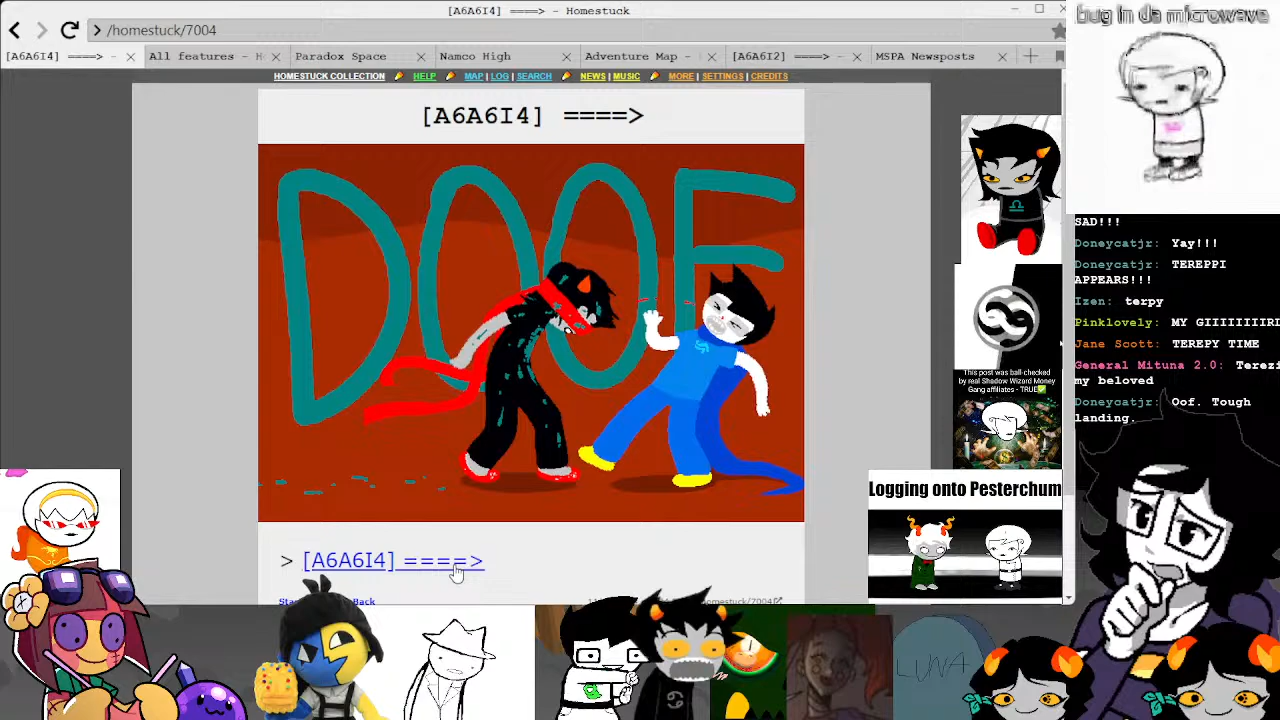 [A6A6I4] ====> - Homestuck
bug in da microwave
/homestuck/7004
[A6A6I4] ====> -
All features - H
Paradox Space
Namco High
Adventure Map -
[A6I2] ====> -
MSPA Newsposts
HOMESTUCK COLLECTION
HELP
MAP | LOG | SEARCH
NEWS | MUSIC
MORE | SETTINGS | CREDITS
[A6A6I4] ====>
DOOF
SAD!!!
Doneycatjr: Yay!!!
Doneycatjr: TEREPPI
APPEARS!!!
Izen: terpy
Pinklovely: MY GIIIIIIIRI
Jane Scott: TEREPY TIME
General Mituna 2.0: Terezi
my beloved
Doneycatjr: Oof. Tough
landing.
This post was ball-checked
by real Shadow Wizard Money
Gang affiliates - TRUE✅
Logging onto Pesterchum
> [A6A6I4] ====>
Back
homestuck/7004
LUNA